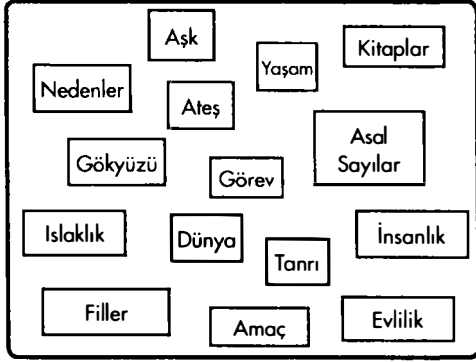 Aşk
Kitaplar
Yaşam
Nedenler
Ateş
Asal
Sayılar
Gökyüzü
Görev
Islaklık
Dünya
İnsanlık
Tanrı
Filler
Amaç
Evlilik